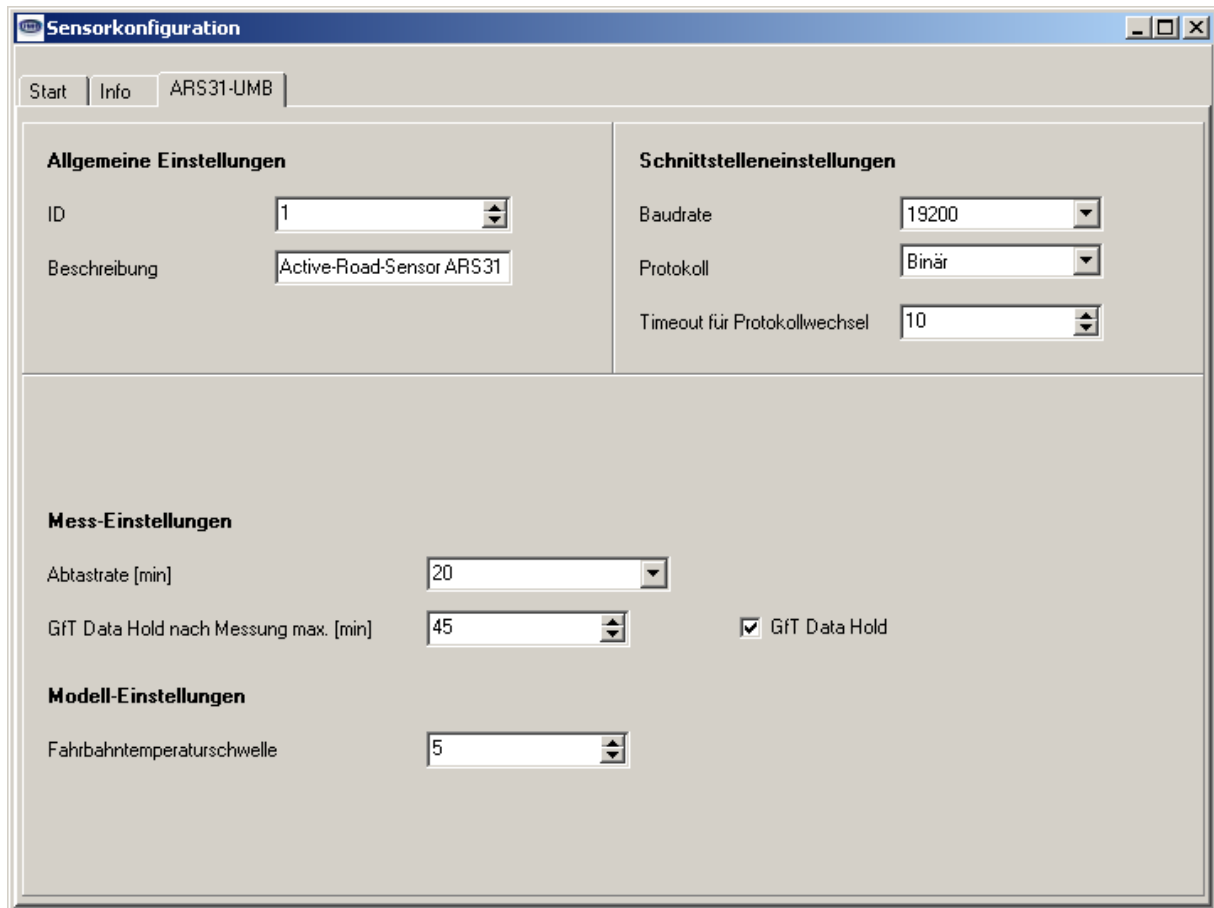 Sensorkonfiguration
Start Info ARS31-UMB
Allgemeine Einstellungen
ID 1
Beschreibung Active-Road-Sensor ARS31
Schnittstelleneinstellungen
Baudrate 19200
Protokoll Binär
Timeout für Protokollwechsel 10
Mess-Einstellungen
Abtastrate [min] 20
GfT Data Hold nach Messung max. [min] 45 GfT Data Hold
Modell-Einstellungen
Fahrbahntemperaturschwelle 5